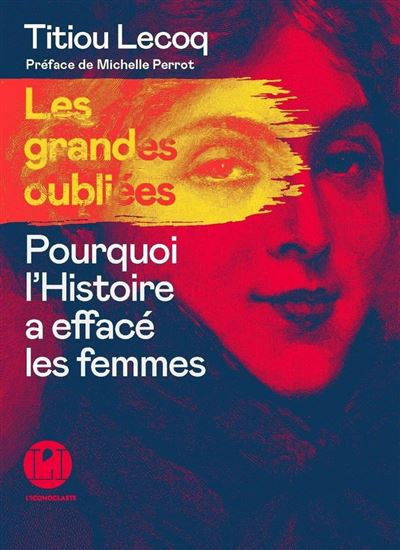 Titiou Lecoq
Préface de Michelle Perrot
Les
grandes
oubliées
Pourquoi
l'Histoire
a effacé
les femmes
L'ICONOCLASTE